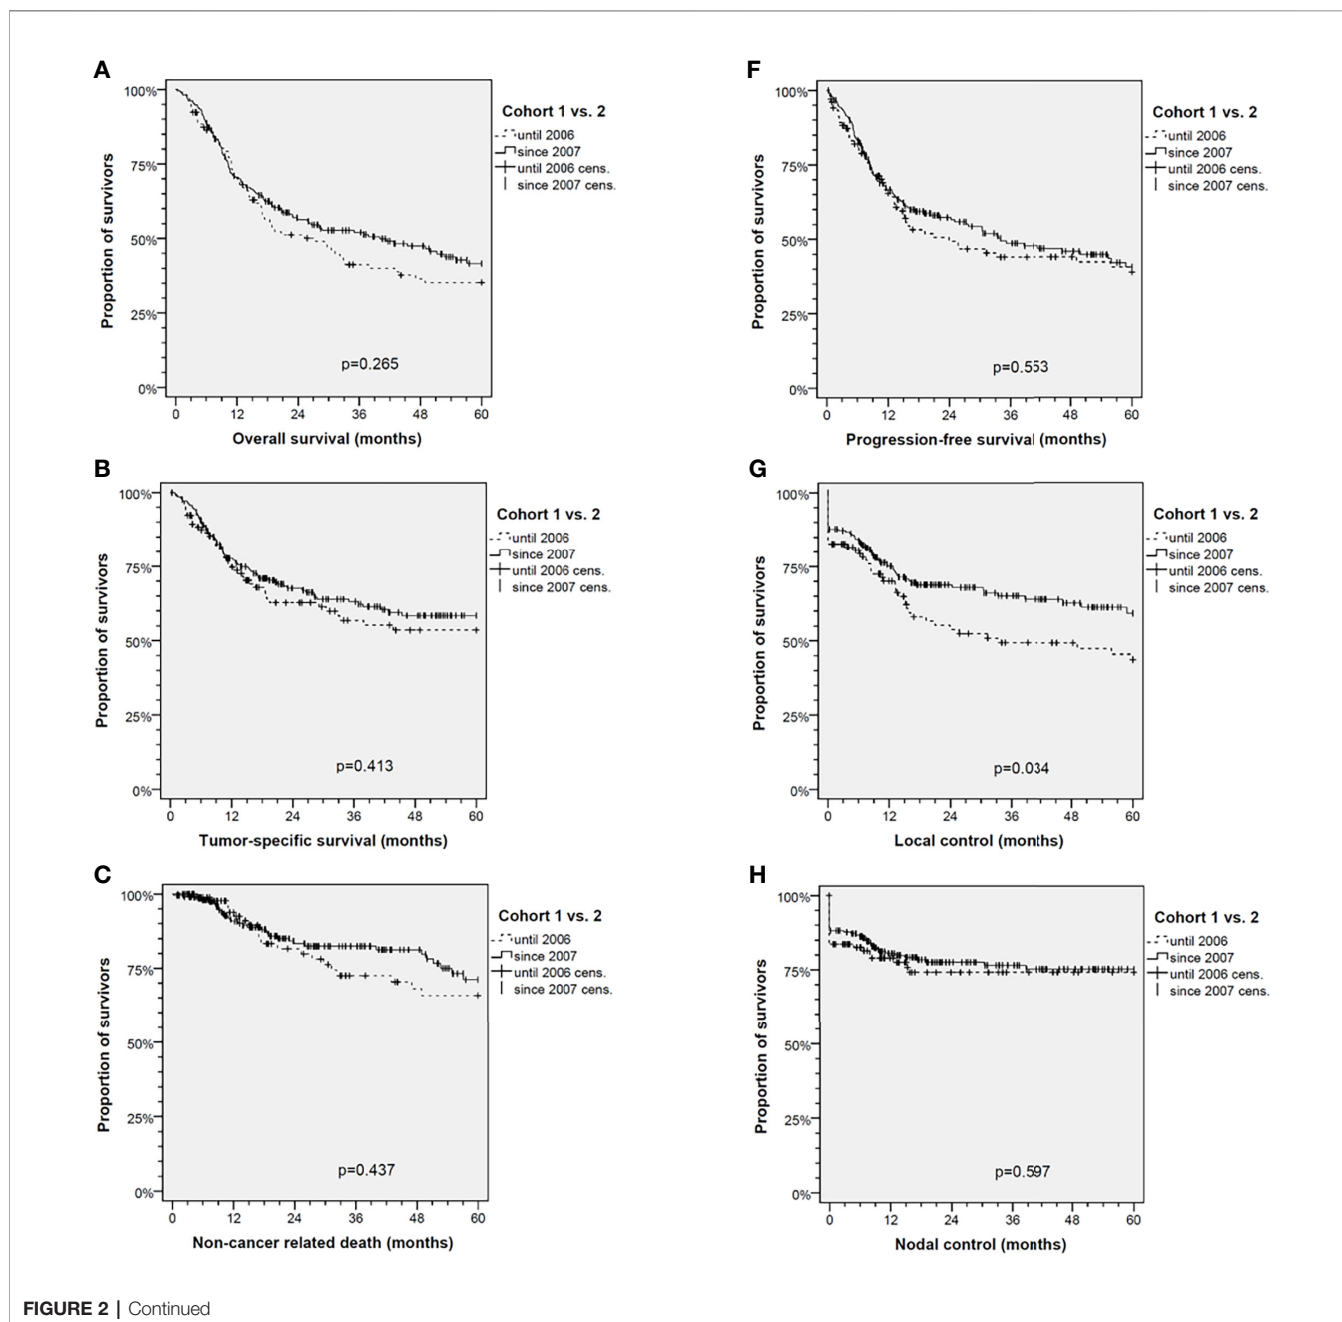 A
100%
75%
50%
25%
0%
Proportion of survivors
0 12 24 36 48 60
Overall survival (months)
p=0.265
Cohort 1 vs. 2
until 2006
since 2007
until 2006 cens.
since 2007 cens.
B
100%
75%
50%
25%
0%
Proportion of survivors
0 12 24 36 48 60
Tumor-specific survival (months)
p=0.413
Cohort 1 vs. 2
until 2006
since 2007
until 2006 cens.
since 2007 cens.
C
100%
75%
50%
25%
0%
Proportion of survivors
0 12 24 36 48 60
Non-cancer related death (months)
p=0.437
Cohort 1 vs. 2
until 2006
since 2007
until 2006 cens.
since 2007 cens.
F
100%
75%
50%
25%
0%
Proportion of survivors
0 12 24 36 48 60
Progression-free survival (months)
p=0.553
Cohort 1 vs. 2
until 2006
since 2007
until 2006 cens.
since 2007 cens.
G
100%
75%
50%
25%
0%
Proportion of survivors
0 12 24 36 48 60
Local control (months)
p=0.034
Cohort 1 vs. 2
until 2006
since 2007
until 2006 cens.
since 2007 cens.
H
100%
75%
50%
25%
0%
Proportion of survivors
0 12 24 36 48 60
Nodal control (months)
p=0.597
Cohort 1 vs. 2
until 2006
since 2007
until 2006 cens.
since 2007 cens.
FIGURE 2 | Continued